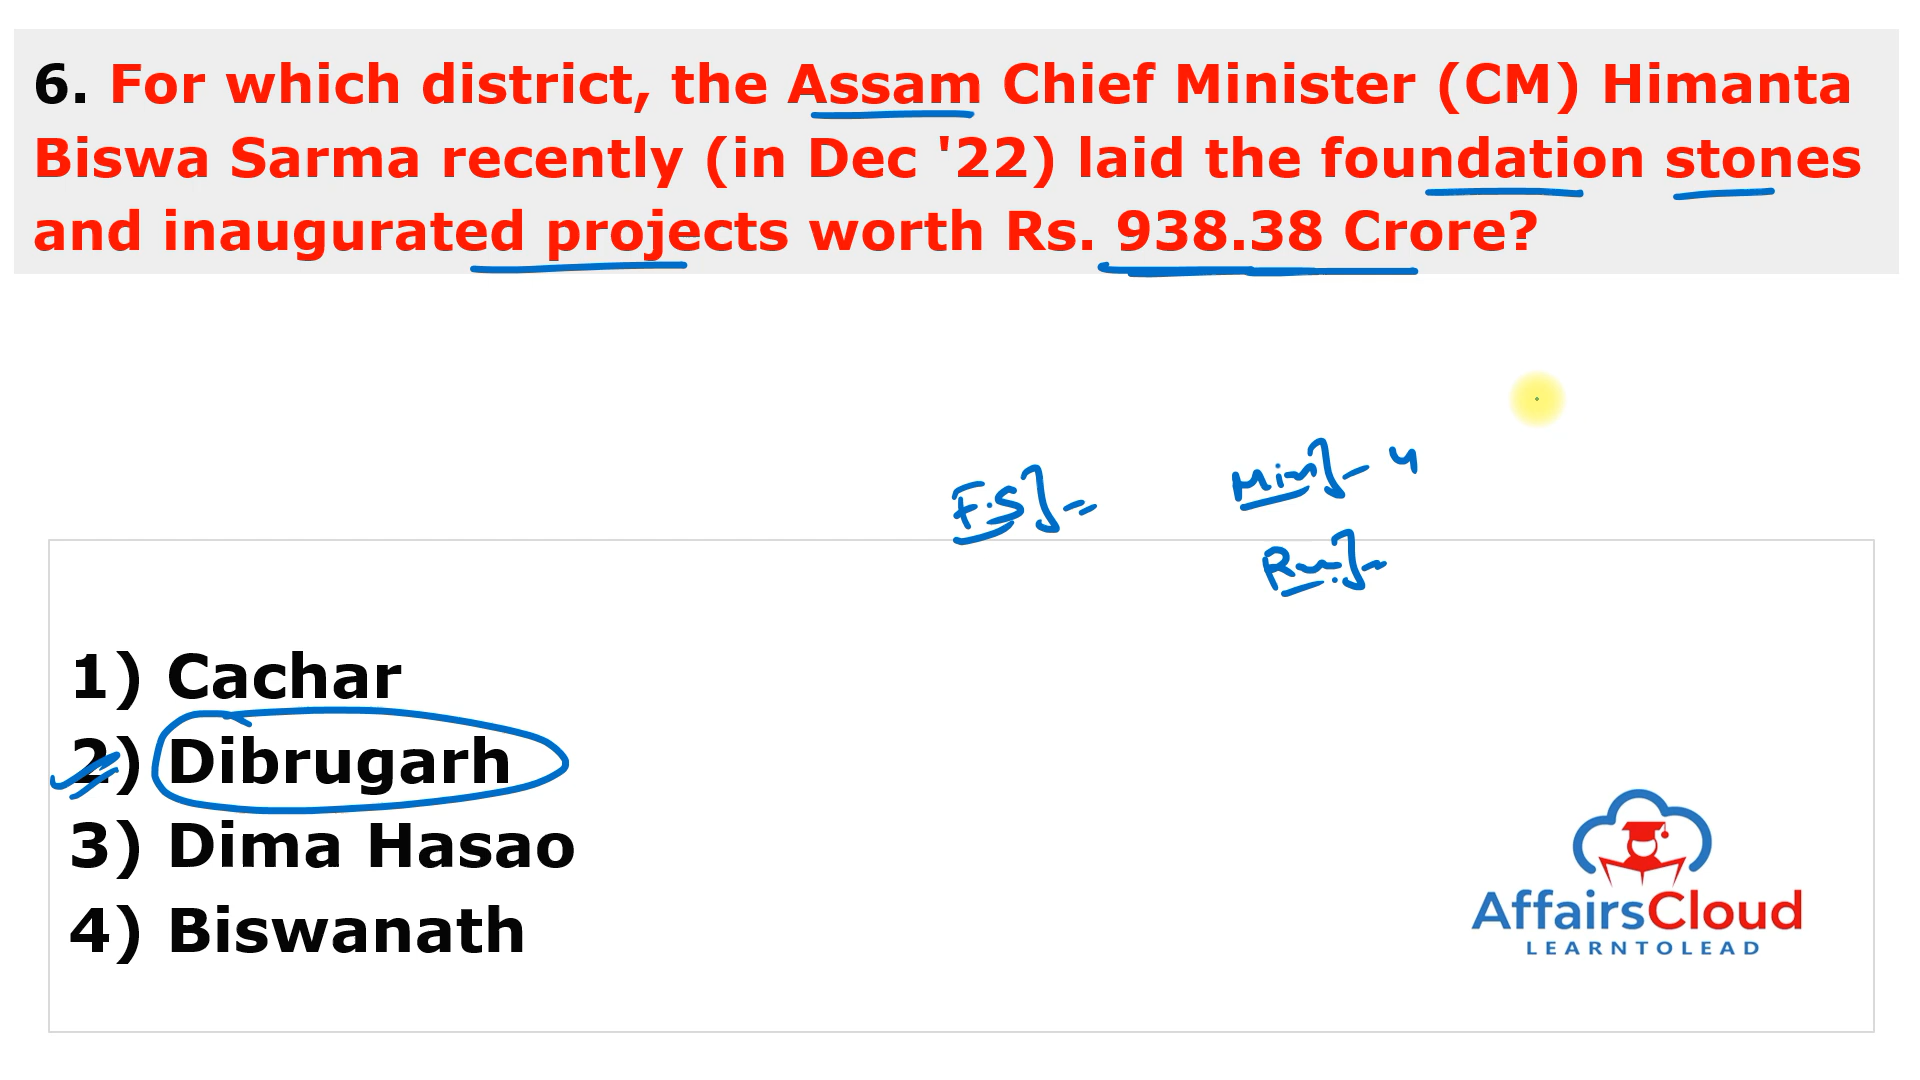 6. For which district, the Assam Chief Minister (CM) Himanta
Biswa Sarma recently (in Dec '22) laid the foundation stones
and inaugurated projects worth Rs. 938.38 Crore?
F.S] =
Min] - 4
1) Cachar
2) Dibrugarh
3) Dima Hasao
4) Biswanath
AffairsCloud
LEARNTOLEAD